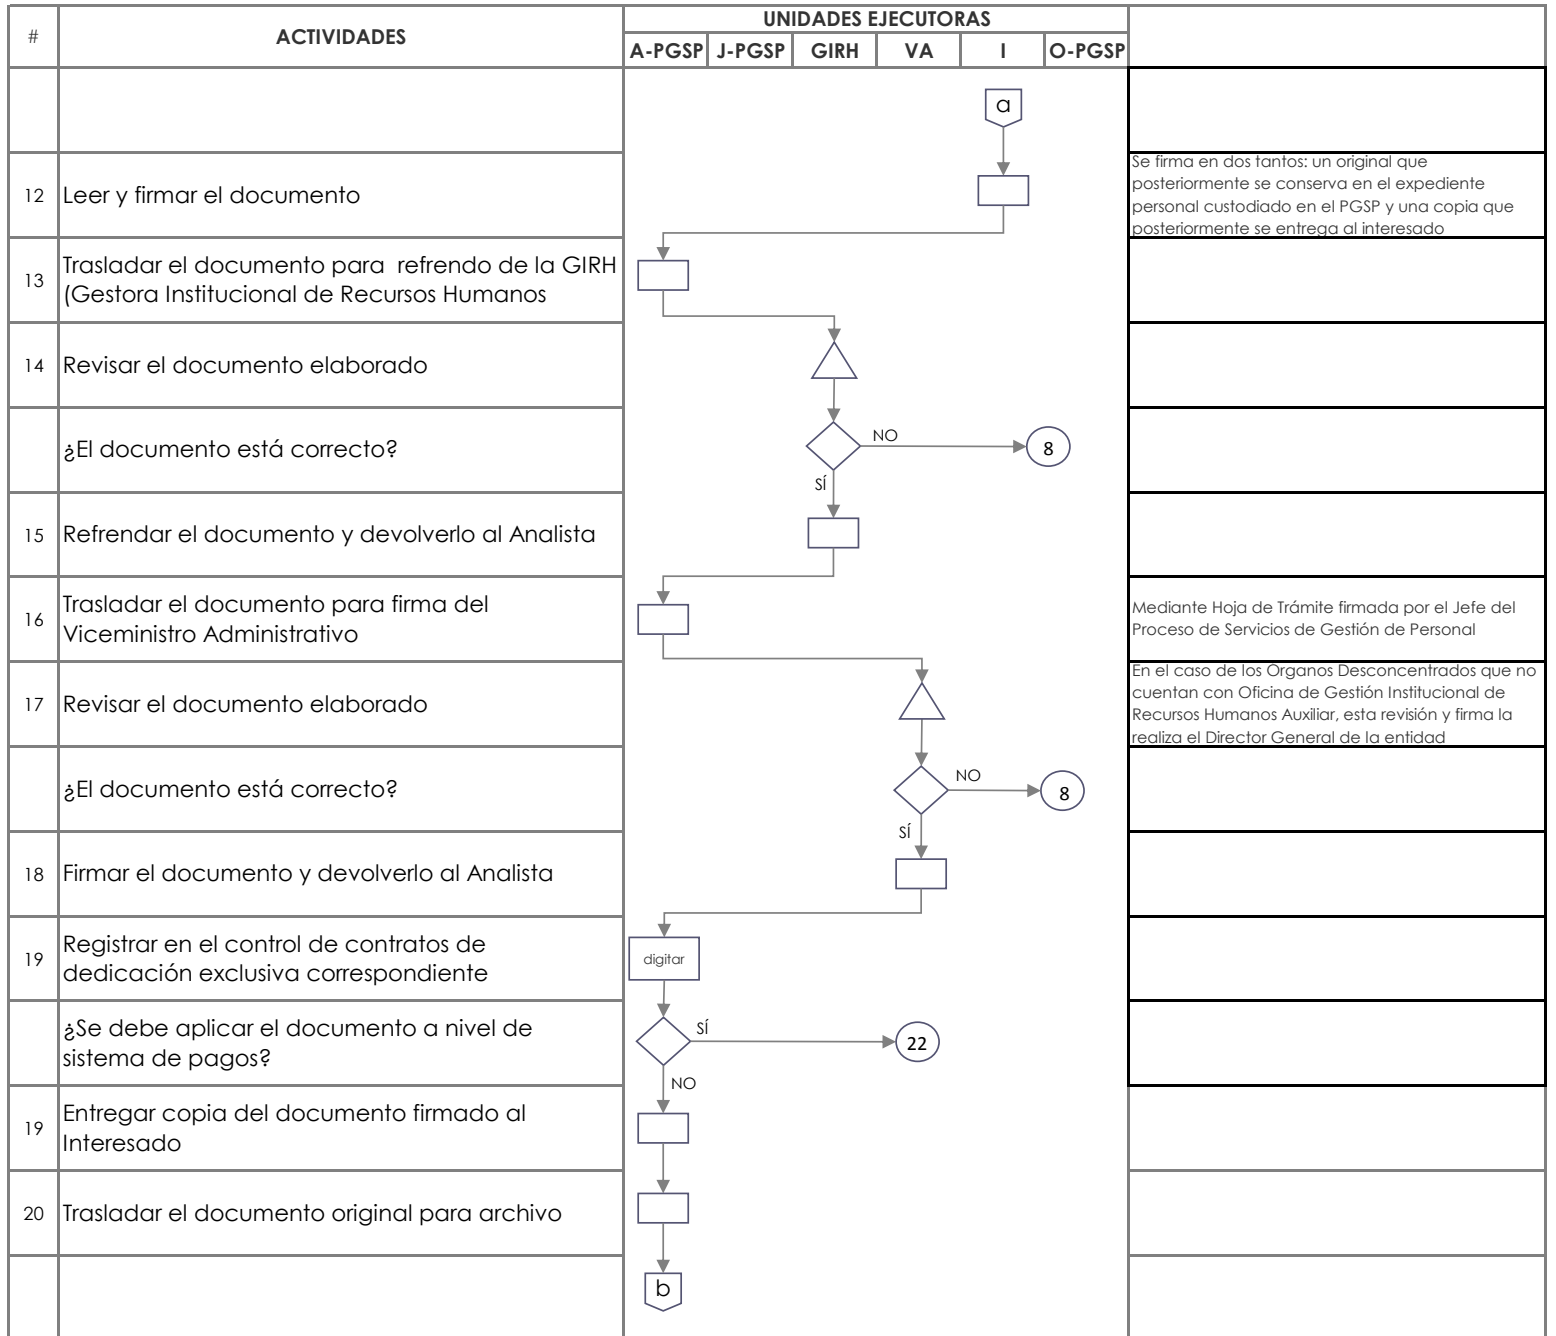 #
ACTIVIDADES
UNIDADES EJECUTORAS
A-PGSP J-PGSP GIRH VA I O-PGSP
a
12 Leer y firmar el documento
Se firma en dos tantos: un original que
posteriormente se conserva en el expediente
personal custodiado en el PGSP y una copia que
posteriormente se entrega al interesado
13 Trasladar el documento para refrendo de la GIRH
(Gestora Institucional de Recursos Humanos
14 Revisar el documento elaborado
¿El documento está correcto?
NO
8
SÍ
15 Refrendar el documento y devolverlo al Analista
16 Trasladar el documento para firma del
Viceministro Administrativo
Mediante Hoja de Trámite firmada por el Jefe del
Proceso de Servicios de Gestión de Personal
17 Revisar el documento elaborado
En el caso de los Organos Desconcentrados que no
cuentan con Oficina de Gestión Institucional de
Recursos Humanos Auxiliar, esta revisión y firma la
realiza el Director General de la entidad
¿El documento está correcto?
NO
8
SÍ
18 Firmar el documento y devolverlo al Analista
19 Registrar en el control de contratos de
dedicación exclusiva correspondiente
digitar
¿Se debe aplicar el documento a nivel de
sistema de pagos?
SÍ
22
NO
19 Entregar copia del documento firmado al
Interesado
20 Trasladar el documento original para archivo
b